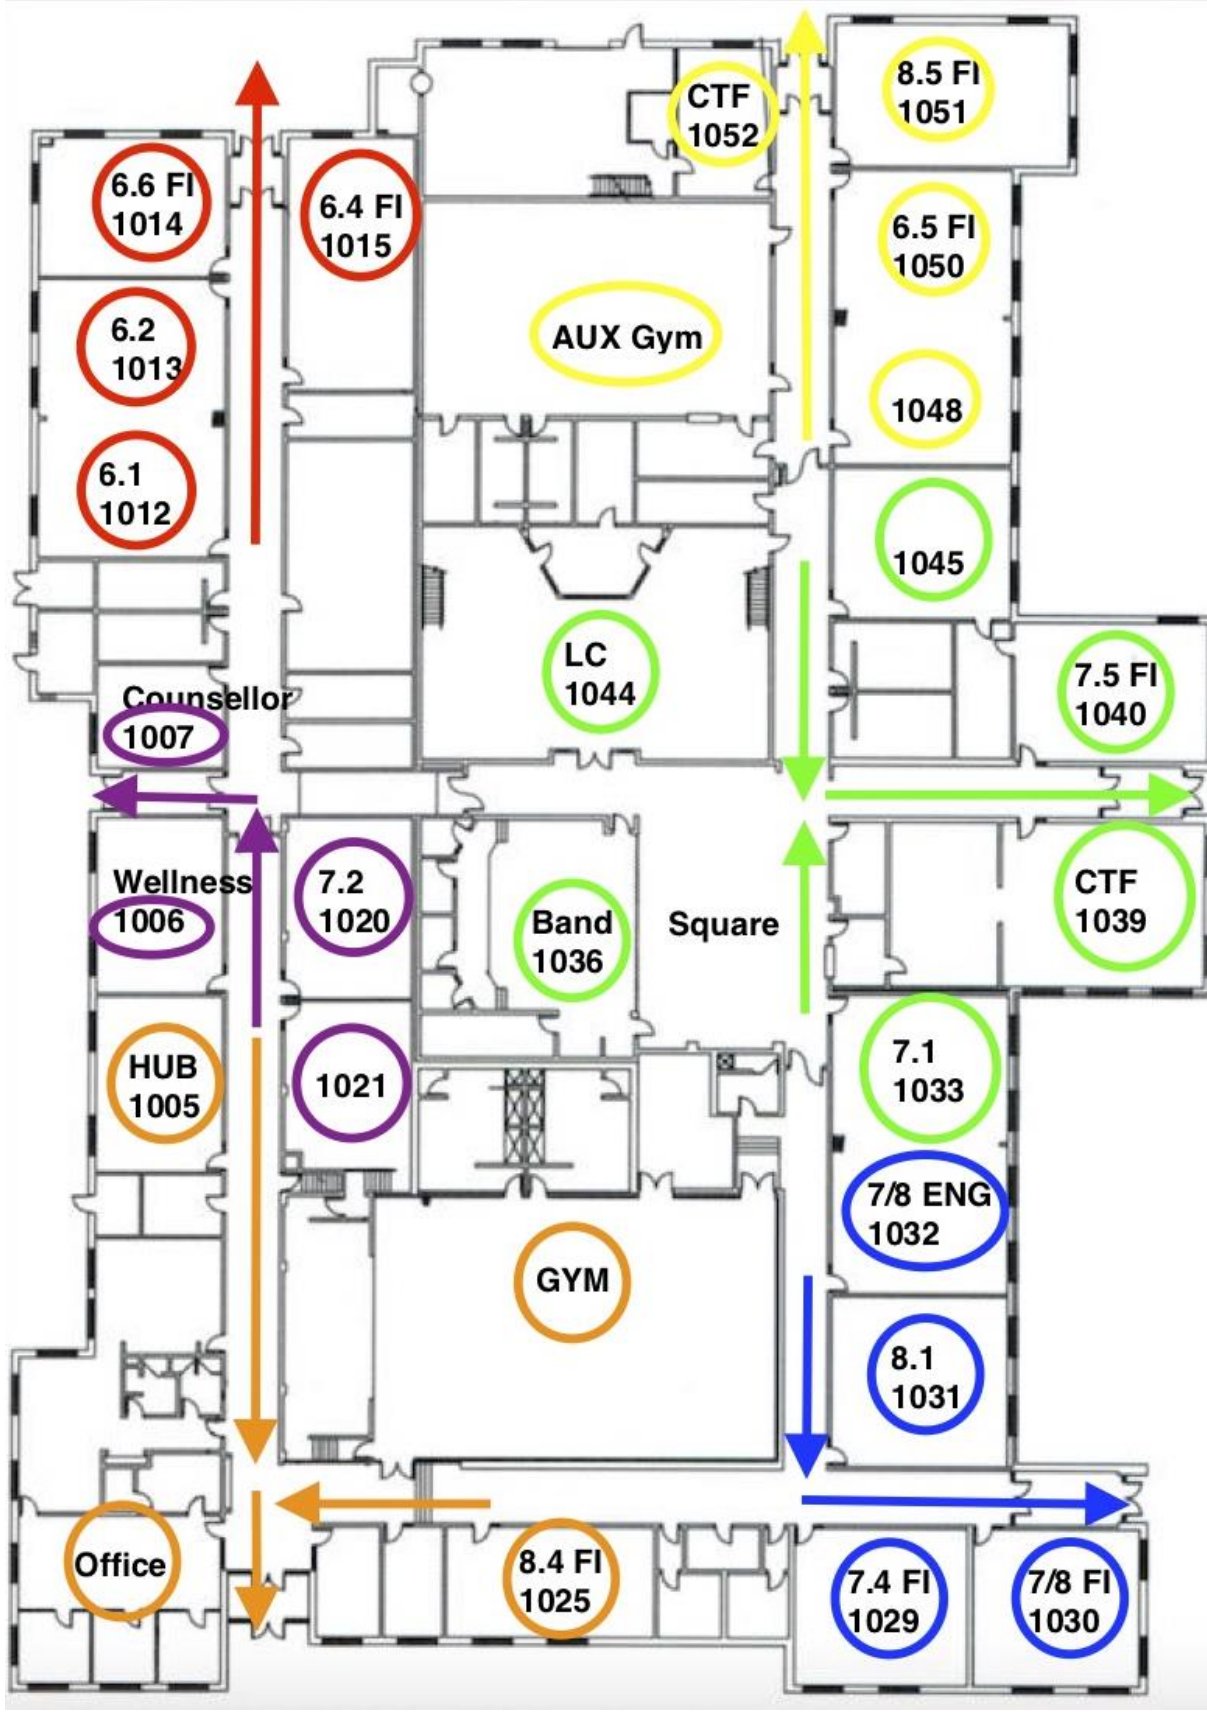 8.5 FI
1051
CTF
1052
6.6 FI
1014
6.4 FI
1015
6.5 FI
1050
6.2
1013
AUX Gym
1048
6.1
1012
1045
LC
1044
7.5 FI
1040
Counsellor
1007
Wellness
1006
7.2
1020
Band
1036
Square
CTF
1039
HUB
1005
1021
7.1
1033
7/8 ENG
1032
GYM
8.1
1031
Office
8.4 FI
1025
7.4 FI
1029
7/8 FI
1030